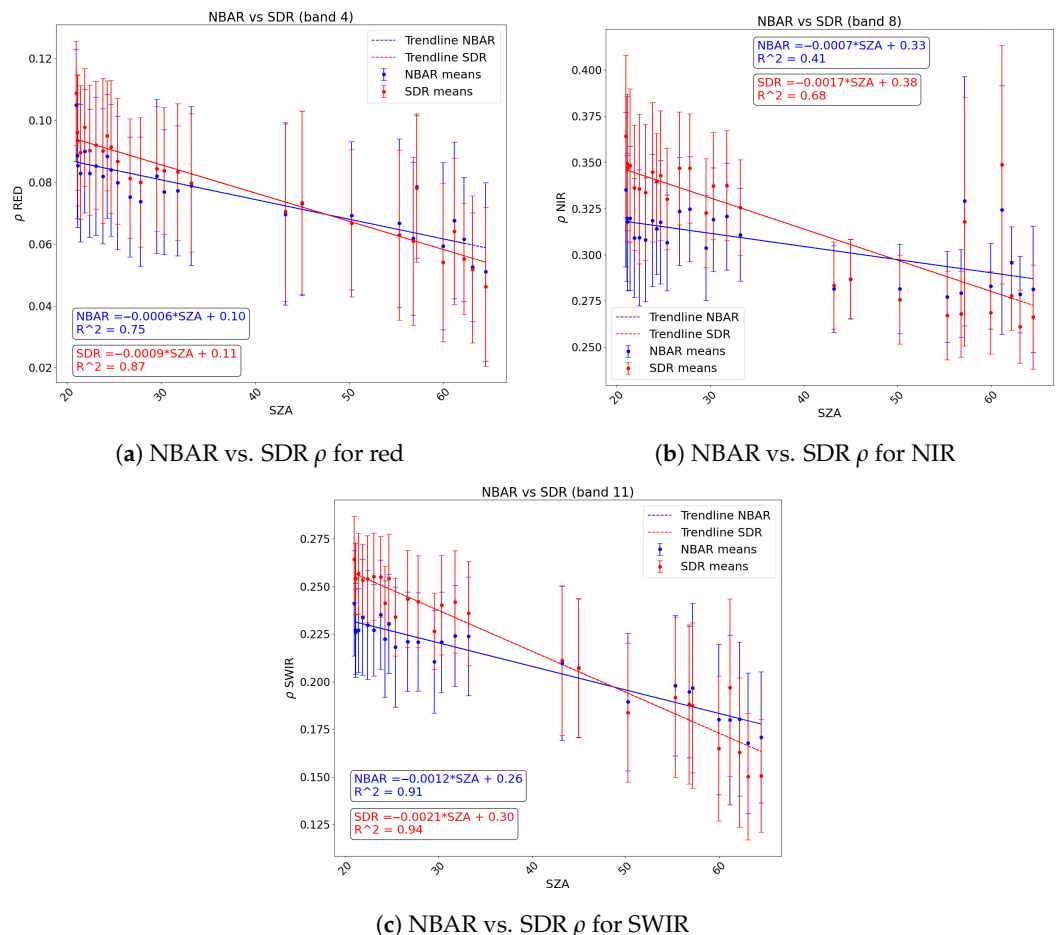 NBAR vs SDR (band 4)
Trendline NBAR
Trendline SDR
NBAR means
SDR means
ρ RED
0.12
0.10
0.08
0.06
0.04
0.02
NBAR =−0.0006*SZA + 0.10
R^2 = 0.75
SDR =−0.0009*SZA + 0.11
R^2 = 0.87
20
30
40
50
60
SZA
(a) NBAR vs. SDR ρ for red
NBAR vs SDR (band 8)
NBAR =−0.0007*SZA + 0.33
R^2 = 0.41
SDR =−0.0017*SZA + 0.38
R^2 = 0.68
ρ NIR
0.400
0.375
0.350
0.325
0.300
0.275
0.250
Trendline NBAR
Trendline SDR
NBAR means
SDR means
20
30
40
50
60
SZA
(b) NBAR vs. SDR ρ for NIR
NBAR vs SDR (band 11)
Trendline NBAR
Trendline SDR
NBAR means
SDR means
ρ SWIR
0.275
0.250
0.225
0.200
0.175
0.150
0.125
NBAR =−0.0012*SZA + 0.26
R^2 = 0.91
SDR =−0.0021*SZA + 0.30
R^2 = 0.94
20
30
40
50
60
SZA
(c) NBAR vs. SDR ρ for SWIR